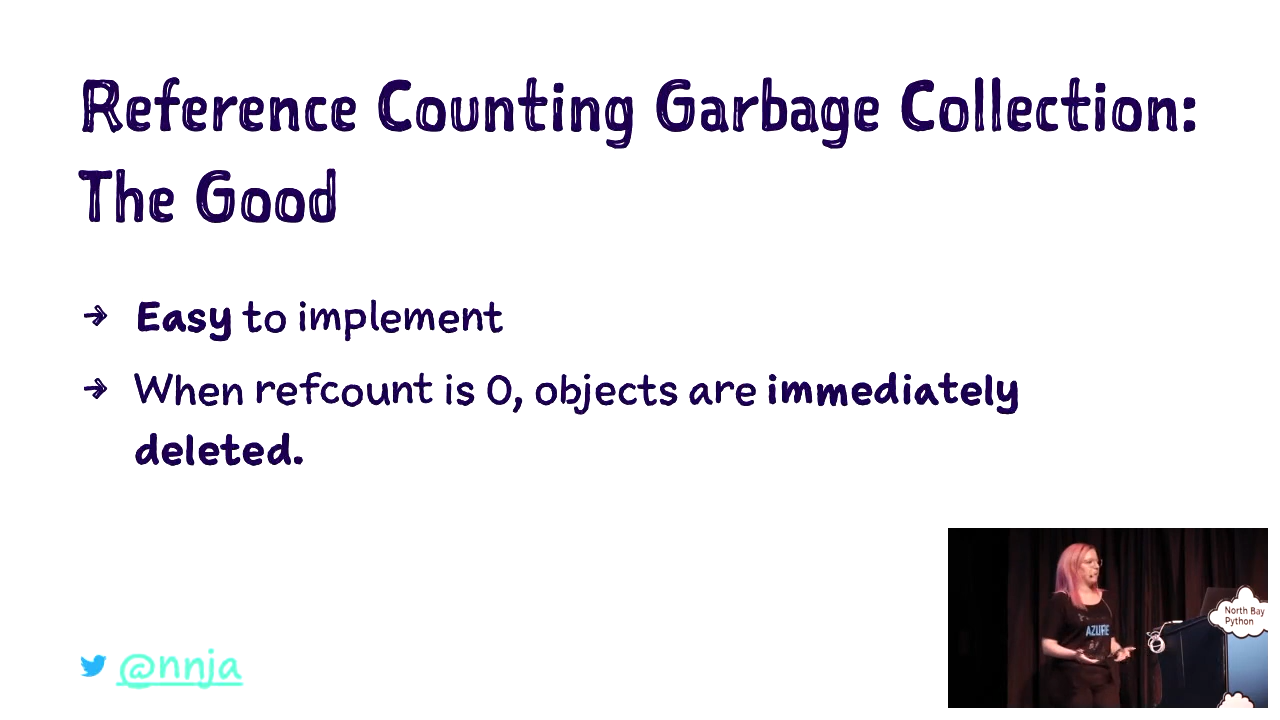 Reference Counting Garbage Collection:
The Good
→ Easy to implement
→ When refcount is 0, objects are immediately
deleted.
@nnja
AZURE
North Bay
Python